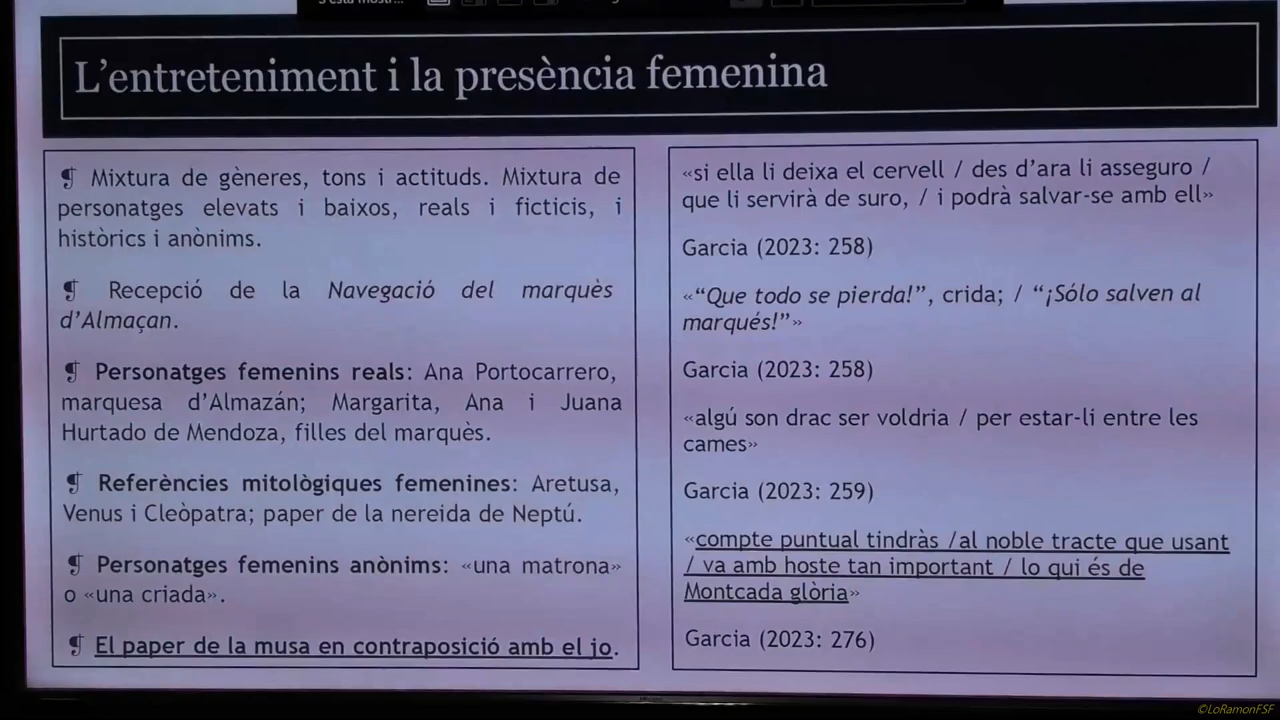 L'entreteniment i la presència femenina
¶ Mixtura de gèneres, tons i actituds. Mixtura de
personatges elevats i baixos, reals i ficticis, i
històrics i anònims.
¶ Recepció de la Navegació del marquès
d'Almaçan.
¶ Personatges femenins reals: Ana Portocarrero,
marquesa d'Almazán; Margarita, Ana i Juana
Hurtado de Mendoza, filles del marquès.
¶ Referències mitològiques femenines: Aretusa,
Venus i Cleòpatra; paper de la nereida de Neptú.
¶ Personatges femenins anònims: «una matrona»
o «una criada».
¶ El paper de la musa en contraposició amb el jo.
«si ella li deixa el cervell / des d'ara li asseguro /
que li servirà de suro, / i podrà salvar-se amb ell»
Garcia (2023: 258)
«"Que todo se pierda!", crida; / "¡Sólo salven al
marqués!"»
Garcia (2023: 258)
«algú son drac ser voldria / per estar-li entre les
cames»
Garcia (2023: 259)
«compte puntual tindràs /al noble tracte que usant
/ va amb hoste tan important / lo qui és de
Montcada glòria»
Garcia (2023: 276)
©LoRamonFSF